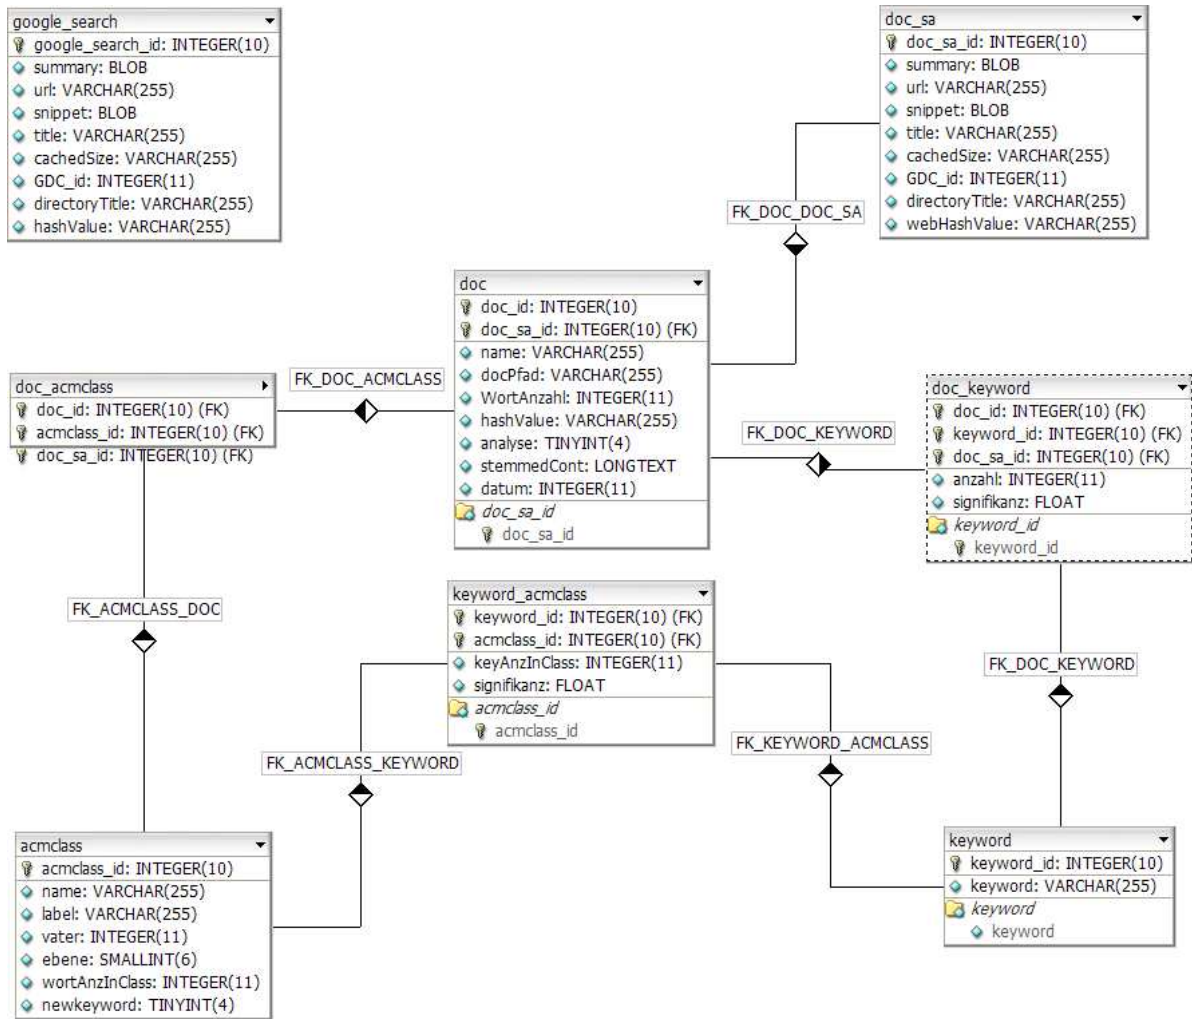 google_search
google_search_id: INTEGER(10)
summary: BLOB
url: VARCHAR(255)
snippet: BLOB
title: VARCHAR(255)
cachedSize: VARCHAR(255)
GDC_id: INTEGER(11)
directoryTitle: VARCHAR(255)
hashValue: VARCHAR(255)
doc_sa
doc_sa_id: INTEGER(10)
summary: BLOB
url: VARCHAR(255)
snippet: BLOB
title: VARCHAR(255)
cachedSize: VARCHAR(255)
GDC_id: INTEGER(11)
directoryTitle: VARCHAR(255)
webHashValue: VARCHAR(255)
FK_DOC_DOC_SA
doc
doc_id: INTEGER(10)
doc_sa_id: INTEGER(10) (FK)
name: VARCHAR(255)
docPfad: VARCHAR(255)
WortAnzahl: INTEGER(11)
hashValue: VARCHAR(255)
analyse: TINYINT(4)
stemmedCont: LONGTEXT
datum: INTEGER(11)
doc_sa_id
doc_sa_id
FK_DOC_ACMCLASS
doc_acmclass
doc_id: INTEGER(10) (FK)
acmclass_id: INTEGER(10) (FK)
doc_sa_id: INTEGER(10) (FK)
FK_DOC_KEYWORD
doc_keyword
doc_id: INTEGER(10) (FK)
keyword_id: INTEGER(10) (FK)
doc_sa_id: INTEGER(10) (FK)
anzahl: INTEGER(11)
signifikanz: FLOAT
keyword_id
keyword_id
FK_ACMCLASS_DOC
keyword_acmclass
keyword_id: INTEGER(10) (FK)
acmclass_id: INTEGER(10) (FK)
keyAnzInClass: INTEGER(11)
signifikanz: FLOAT
acmclass_id
acmclass_id
FK_DOC_KEYWORD
FK_ACMCLASS_KEYWORD
FK_KEYWORD_ACMCLASS
acmclass
acmclass_id: INTEGER(10)
name: VARCHAR(255)
label: VARCHAR(255)
vater: INTEGER(11)
ebene: SMALLINT(6)
wortAnzInClass: INTEGER(11)
newkeyword: TINYINT(4)
keyword
keyword_id: INTEGER(10)
keyword: VARCHAR(255)
keyword
keyword